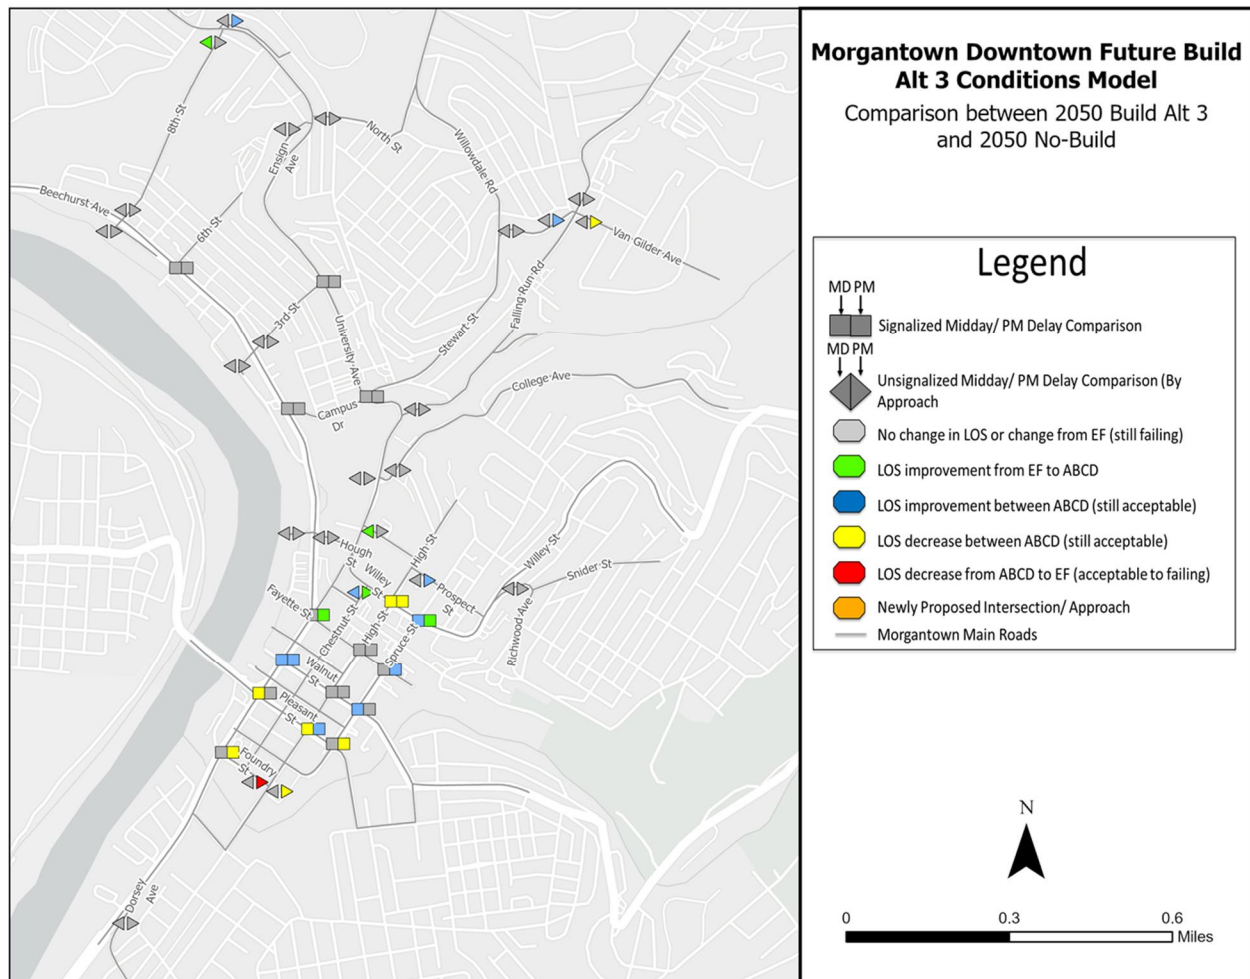 Morgantown Downtown Future Build
Alt 3 Conditions Model
Comparison between 2050 Build Alt 3
and 2050 No-Build
Legend
MD PM
Signalized Midday/ PM Delay Comparison
MD PM
Unsignalized Midday/ PM Delay Comparison (By
Approach
No change in LOS or change from EF (still failing)
LOS improvement from EF to ABCD
LOS improvement between ABCD (still acceptable)
LOS decrease between ABCD (still acceptable)
LOS decrease from ABCD to EF (acceptable to failing)
Newly Proposed Intersection/ Approach
Morgantown Main Roads
N
0 0.3 0.6
Miles
8th St
Ensign
Ave
North St
Willowdale Rd
Beechurst Ave
6th St
Van Gilder Ave
3rd St
University Ave
Stewart St
Falling Run Rd
College Ave
Campus
Dr
Hough
St
High St
Willey
St
Prospect
St
Willey St
Snider St
Richwood Ave
Fayette St
Chestnut St
High St
Spruce St
Walnut
St
Pleasant
St
Foundry
St
Dorsey
Ave